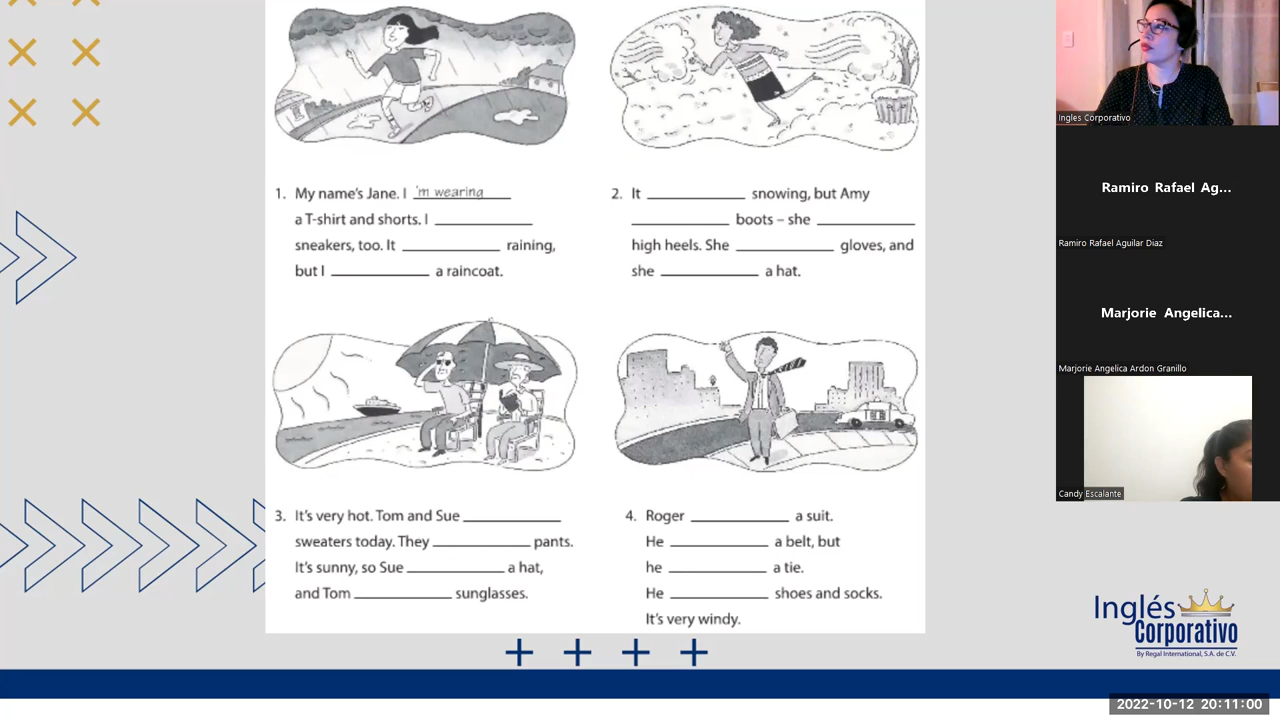 1. My name's Jane. I 'm wearing
a T-shirt and shorts. I
sneakers, too. It raining,
but I a raincoat.
2. It snowing, but Amy
boots – she
high heels. She gloves, and
she a hat.
3. It's very hot. Tom and Sue
sweaters today. They pants.
It's sunny, so Sue a hat,
and Tom sunglasses.
4. Roger a suit.
He a belt, but
he a tie.
He shoes and socks.
It's very windy.
Ingles Corporativo
Ramiro Rafael Ag...
Ramiro Rafael Aguilar Diaz
Marjorie Angelica...
Marjorie Angelica Ardon Granillo
Candy Escalante
Inglés
Corporativo
By Regal International, S.A. de C.V.
2022-10-12 20:11:00